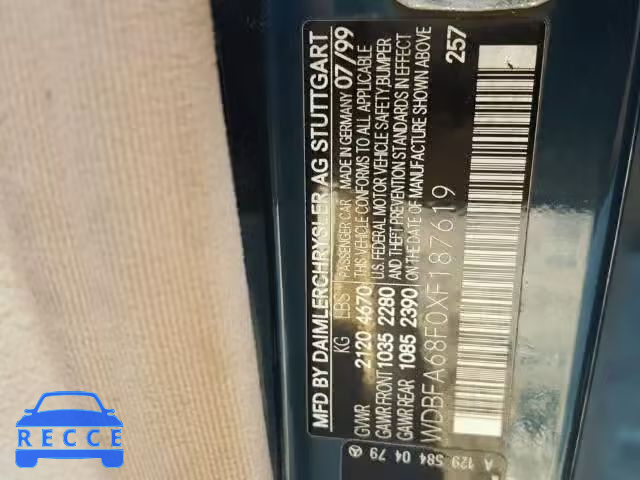 MFD BY DAIMLERCHRYSLER AG STUTTGART
KG LBS PASSENGER CAR MADE IN GERMANY 07/99
GVWR 2120 4670 THIS VEHICLE CONFORMS TO ALL APPLICABLE
GAWR FRONT 1035 2280 U.S. FEDERAL MOTOR VEHICLE SAFETY BUMPER
AND THEFT PREVENTION STANDARDS IN EFFECT
GAWR REAR 1085 2390 ON THE DATE OF MANUFACTURE SHOWN ABOVE
257
WDBFA68F0XF187619
A 129 584 04 79
RECCE